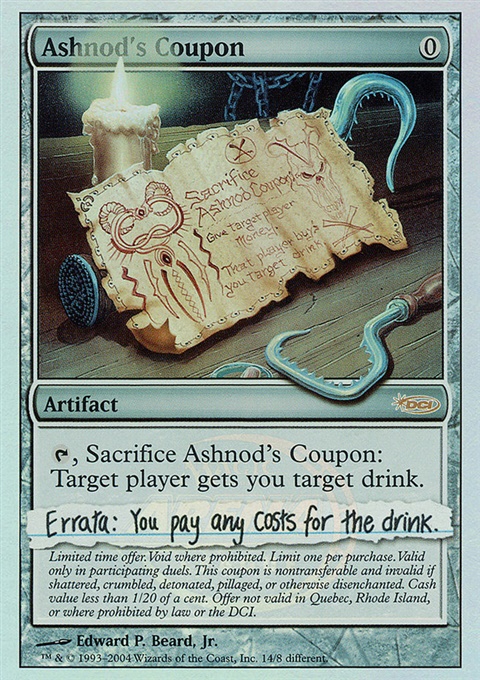 Ashnod's Coupon 0
Sacrifice
Ashnod Coupon:
Give Target player
Money:
That player buys
you Target drink
Artifact
DCI
, Sacrifice Ashnod's Coupon:
Target player gets you target drink.
Errata: You pay any costs for the drink.
Limited time offer. Void where prohibited. Limit one per purchase. Valid
only in participating duels. This coupon is nontransferable and invalid if
shattered, crumbled, detonated, pillaged, or otherwise disenchanted. Cash
value less than 1/20 of a cent. Offer not valid in Quebec, Rhode Island,
or where prohibited by law or the DCI.
Edward P. Beard, Jr.
™ & © 1993–2004 Wizards of the Coast, Inc. 14/8 different.